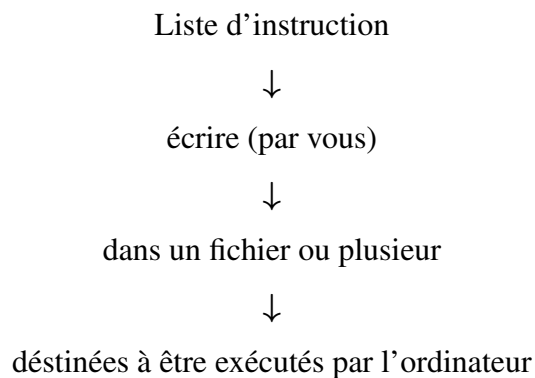 Liste d’instruction
↓
écrire (par vous)
↓
dans un fichier ou plusieur
↓
déstinées à être exécutés par l’ordinateur